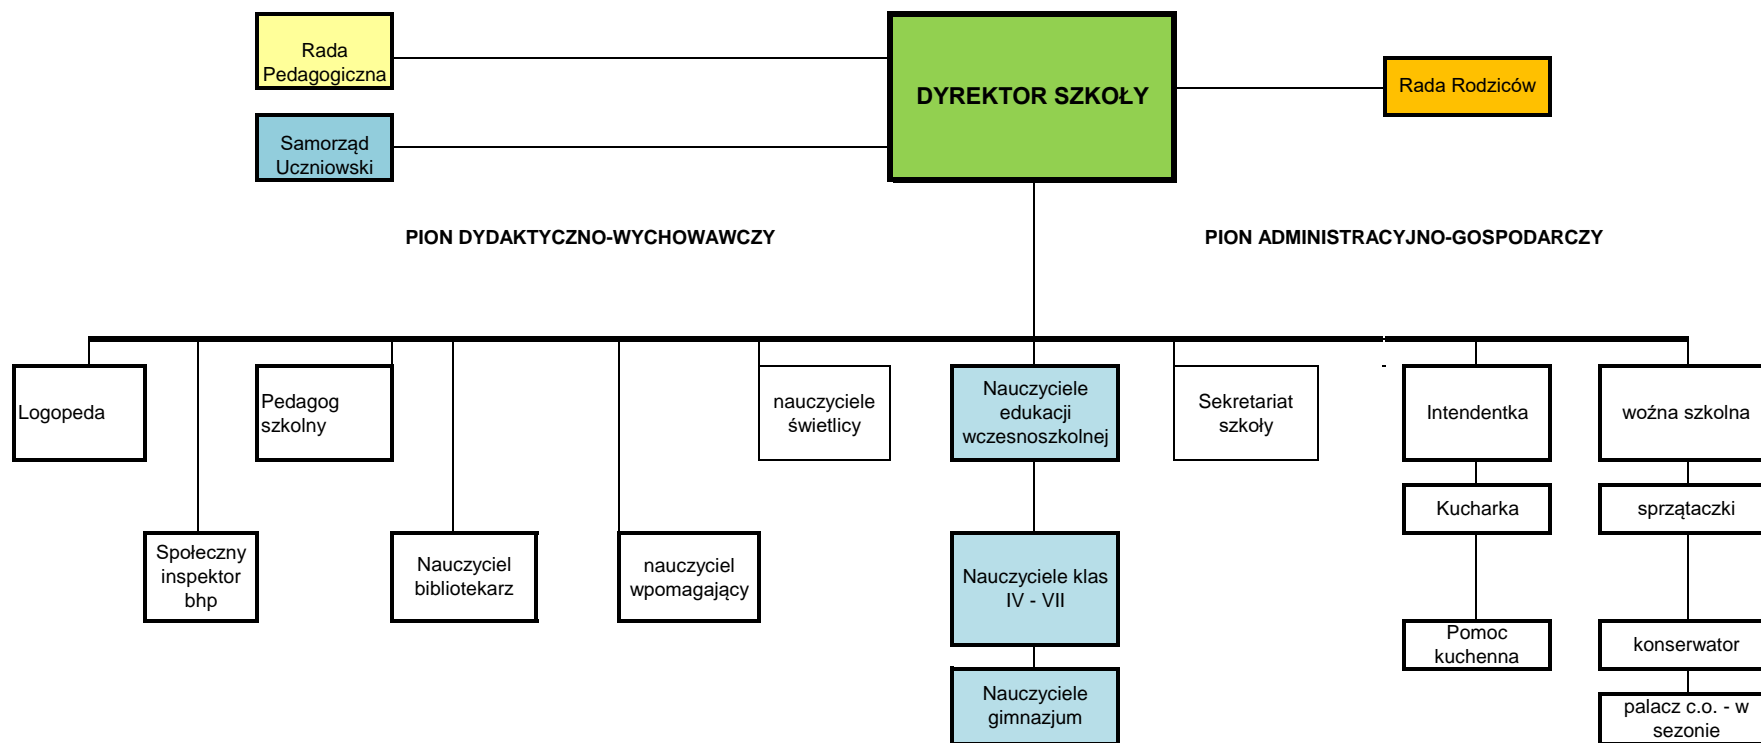 Rada
Pedagogiczna
DYREKTOR SZKOŁY
Rada Rodziców
Samorząd
Uczniowski
PION DYDAKTYCZNO-WYCHOWAWCZY
PION ADMINISTRACYJNO-GOSPODARCZY
Logopeda
Pedagog
szkolny
nauczyciele
świetlicy
Nauczyciele
edukacji
wczesnoszkolnej
Sekretariat
szkoły
Intendentka
woźna szkolna
Kucharka
sprzątaczki
Społeczny
inspektor
bhp
Nauczyciel
bibliotekarz
nauczyciel
wpomagający
Nauczyciele klas
IV - VII
Pomoc
kuchenna
konserwator
Nauczyciele
gimnazjum
palacz c.o. - w
sezonie